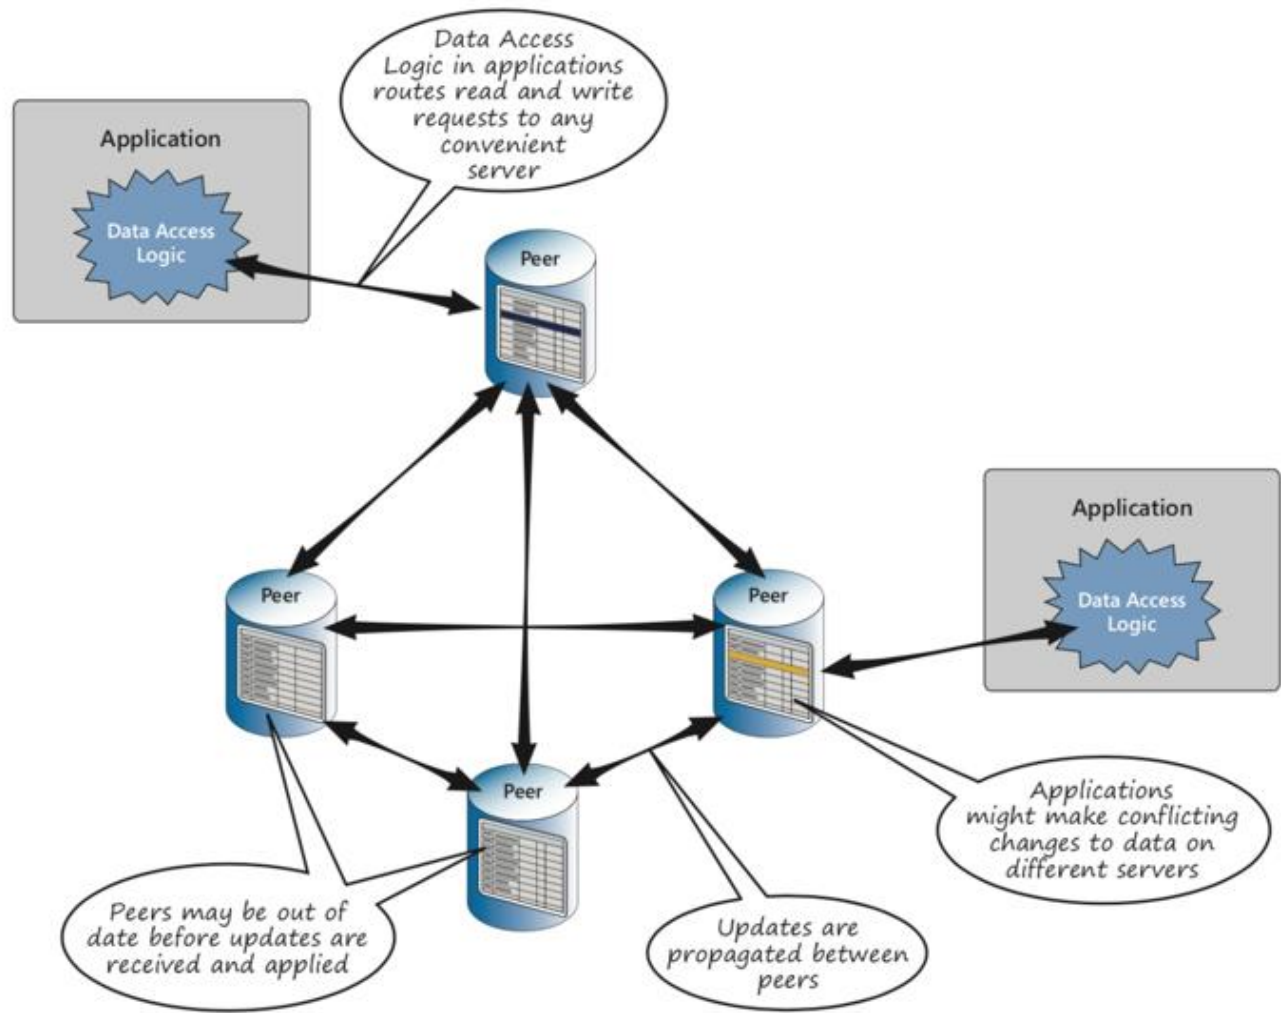 Data Access
Logic in applications
routes read and write
requests to any
convenient
server
Application
Data Access
Logic
Peer
Application
Data Access
Logic
Peer
Peer
Peer
Applications
might make conflicting
changes to data on
different servers
Peers may be out of
date before updates are
received and applied
Updates are
propagated between
peers